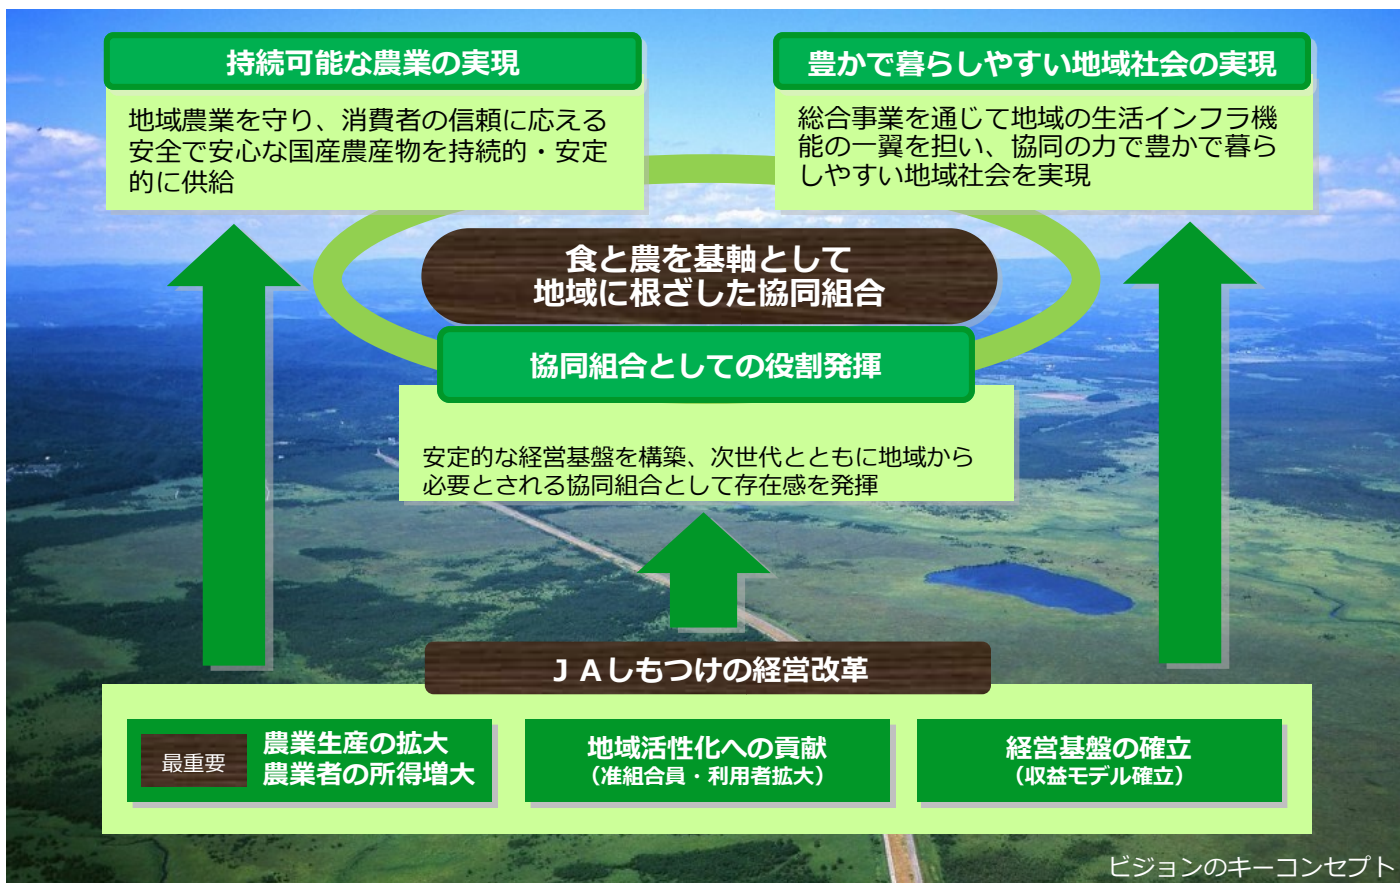 持続可能な農業の実現
地域農業を守り、消費者の信頼に応える
安全で安心な国産農産物を持続的・安定
的に供給
豊かで暮らしやすい地域社会の実現
総合事業を通じて地域の生活インフラ機
能の一翼を担い、協同の力で豊かで暮ら
しやすい地域社会を実現
食と農を基軸として
地域に根ざした協同組合
協同組合としての役割発揮
安定的な経営基盤を構築、次世代とともに地域から
必要とされる協同組合として存在感を発揮
ＪＡしもつけの経営改革
最重要
農業生産の拡大
農業者の所得増大
地域活性化への貢献
（准組合員・利用者拡大）
経営基盤の確立
（収益モデル確立）
ビジョンのキーコンセプト